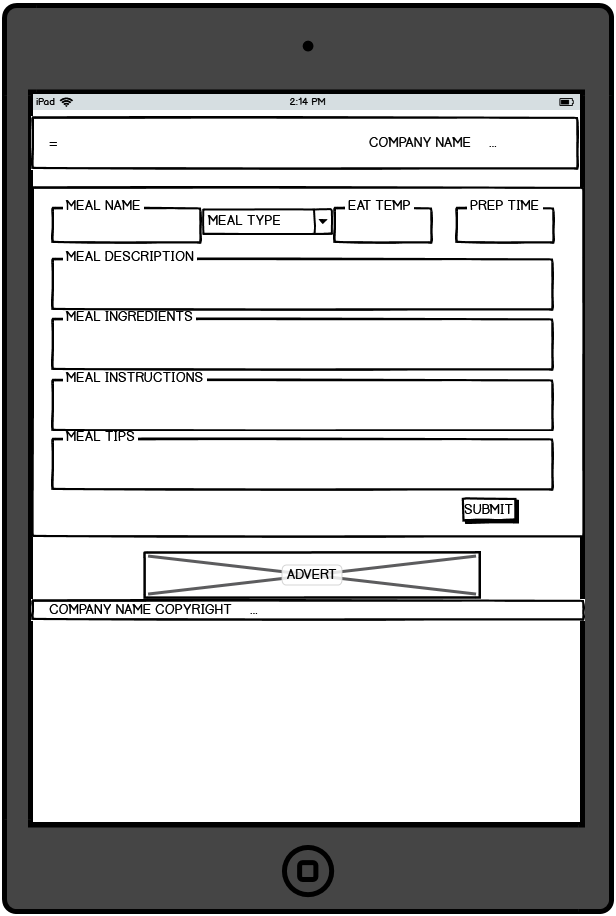 iPad 2:14 PM
= COMPANY NAME ...
MEAL NAME MEAL TYPE EAT TEMP PREP TIME
MEAL DESCRIPTION
MEAL INGREDIENTS
MEAL INSTRUCTIONS
MEAL TIPS
SUBMIT
ADVERT
COMPANY NAME COPYRIGHT ...